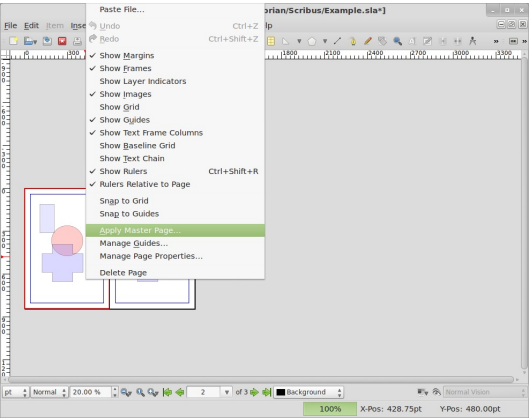 Paste File...
orian/Scribus/Example.sla*]
File Edit Item Inse
lp
Undo Ctrl+Z
Redo Ctrl+Shift+Z
0 300
1800 2100 2400 2700 3000 3300
Show Margins
Show Frames
Show Layer Indicators
Show Images
Show Grid
Show Guides
Show Text Frame Columns
Show Baseline Grid
Show Text Chain
Show Rulers Ctrl+Shift+R
Rulers Relative to Page
Snap to Grid
Snap to Guides
Apply Master Page...
Manage Guides...
Manage Page Properties...
Delete Page
pt Normal 20.00 % 2 of 3 Background Normal Vision
100% X-Pos: 428.75pt Y-Pos: 480.00pt